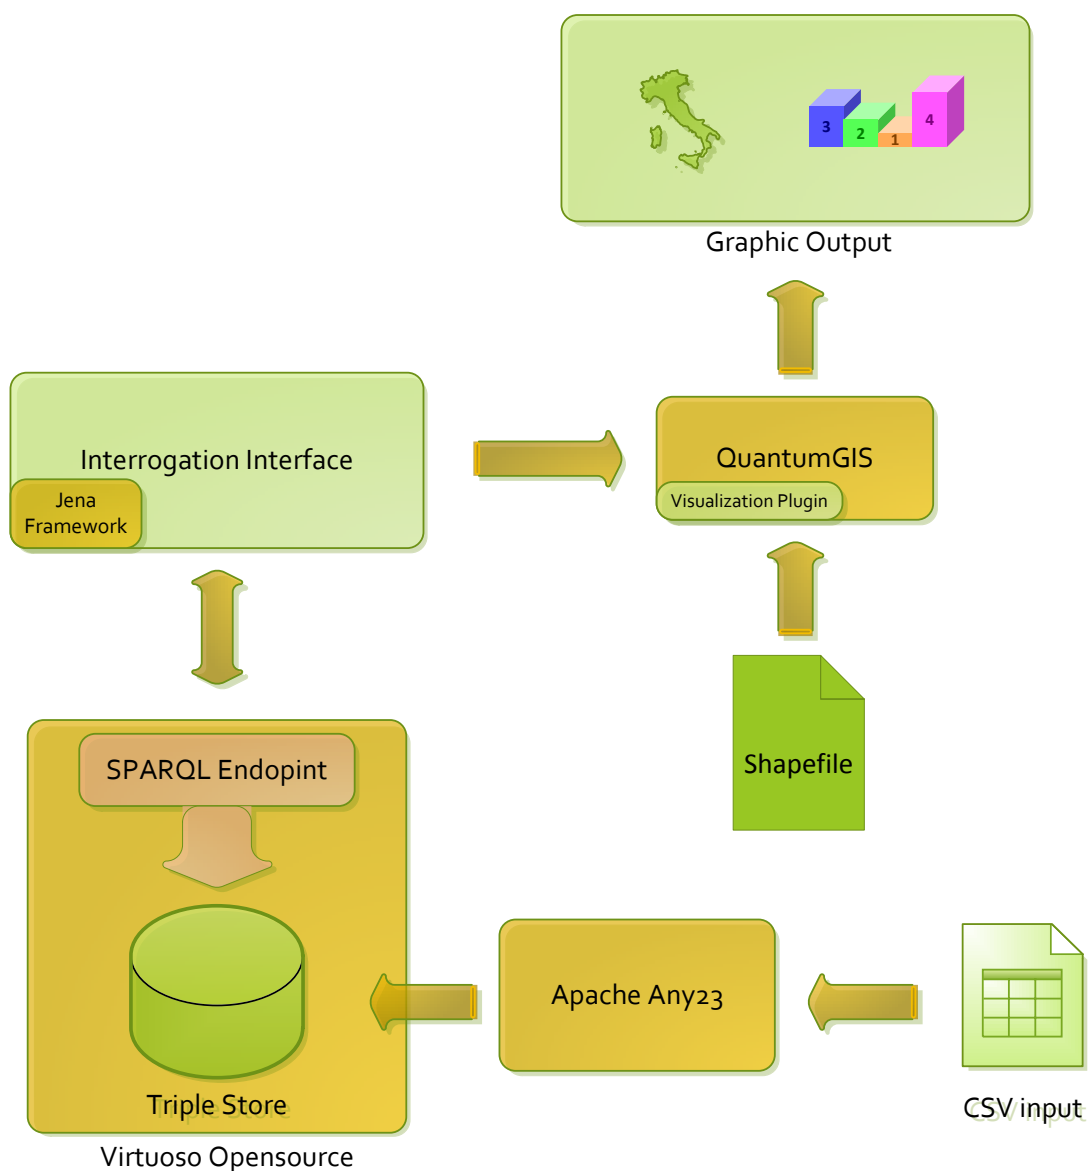 3
2
1
4
Graphic Output
Interrogation Interface
Jena
Framework
QuantumGIS
Visualization Plugin
SPARQL Endopint
Shapefile
Apache Any23
Triple Store
CSV input
Virtuoso Opensource